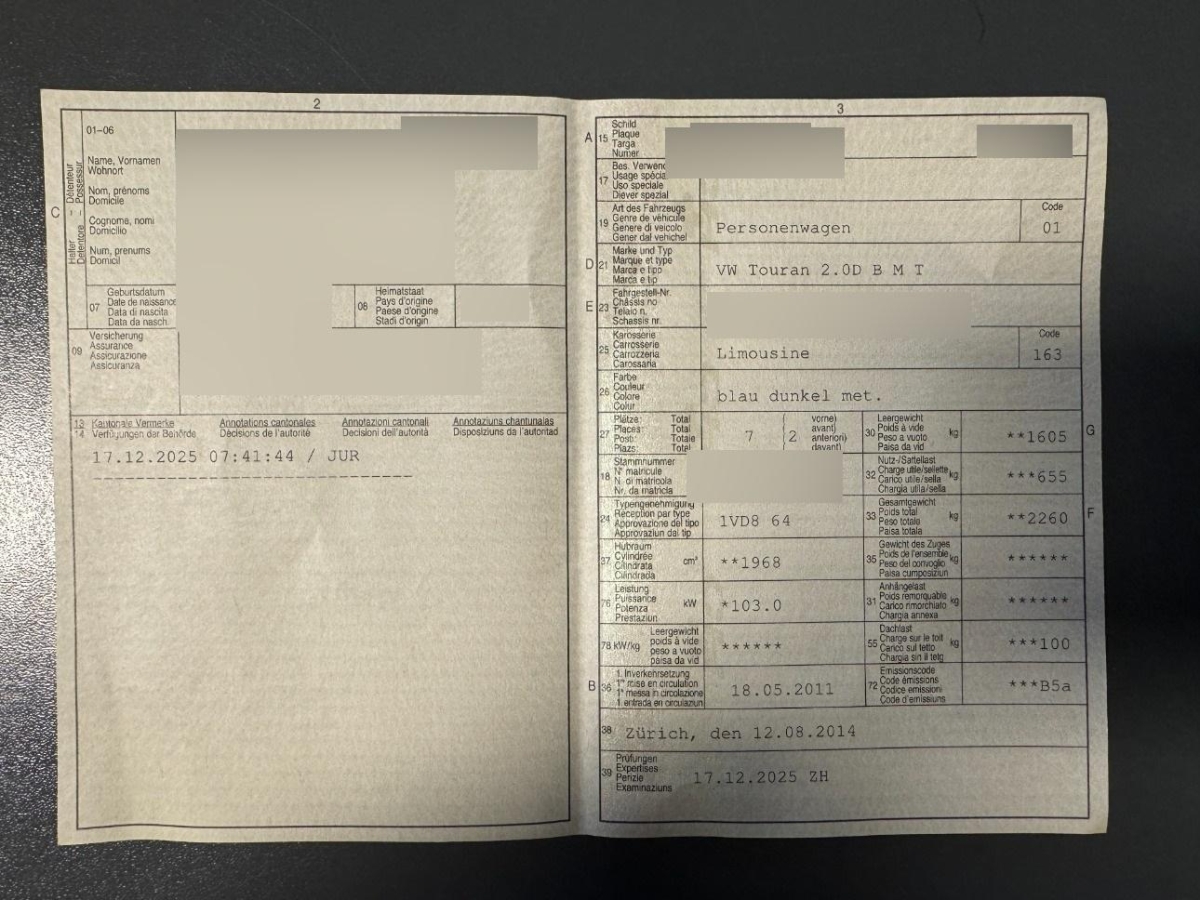 2
01-06
Name, Vornamen
Wohnort
Nom, prénoms
Domicile
Cognome, nomi
Domicilio
Num, prenums
Domicil
C
Halter – Détenteur
Detentore – Possessur
07
Geburtsdatum
Date de naissance
Data di nascita
Data da nasch.
08
Heimatstaat
Pays d'origine
Paese d'origine
Stadi d'origin
09
Versicherung
Assurance
Assicurazione
Assicuranza
13 Kantonale Vermerke Annotations cantonales Annotazioni cantonali Annotaziuns chantunalas
14 Verfügungen der Behörde Décisions de l'autorité Decisioni dell'autorità Disposiziuns da l'autoritad
17.12.2025 07:41:44 / JUR
3
A 15
Schild
Plaque
Targa
Numer
17
Bes. Verwend
Usage spécia
Uso speciale
Diever spezial
19
Art des Fahrzeugs
Genre de véhicule
Genere di veicolo
Gener dal vehichel
Personenwagen
Code
01
D 21
Marke und Typ
Marque et type
Marca e tipo
Marca e tip
VW Touran 2.0D B M T
E 23
Fahrgestell-Nr.
Châssis no
Telaio n.
Schassis nr.
25
Karosserie
Carrosserie
Carrozzeria
Carossaria
Limousine
Code
163
26
Farbe
Couleur
Colore
Colur
blau dunkel met.
27
Plätze: Total
Places: Total
Posti: Totale
Plazs: Total
7
2
vorne)
avant)
anteriori)
davant)
30
Leergewicht
Poids à vide
Peso a vuoto
Paisa da vid
kg
**1605
G
18
Stammnummer
N° matricule
N. di matricola
Nr. da matricla
32
Nutz-/Sattellast
Charge utile/sellette
Carico utile/sella
Chargia utila/sella
kg
***655
24
Typengenehmigung
Réception par type
Approvazione del tipo
Approvaziun dal tip
1VD8 64
33
Gesamtgewicht
Poids total
Peso totale
Paisa totala
kg
**2260
F
37
Hubraum
Cylindrée
Cilindrata
Cilindrada
cm³
**1968
35
Gewicht des Zuges
Poids de l'ensemble
Peso del convoglio
Paisa cumposiziun
kg
******
76
Leistung
Puissance
Potenza
Prestaziun
kW
*103.0
31
Anhängelast
Poids remorquable
Carico rimorchiato
Chargia annexa
kg
******
78 kW/kg
Leergewicht
poids à vide
peso a vuoto
paisa da vid
******
55
Dachlast
Charge sur le toit
Carico sul tetto
Chargia sin il tetg
kg
***100
B 36
1. Inverkehrsetzung
1re mise en circulation
1a messa in circolazione
1. entrada en circulaziun
18.05.2011
72
Emissionscode
Code émissions
Codice emissioni
Code d'emissiuns
***B5a
38
Zürich, den 12.08.2014
39
Prüfungen
Expertises
Perizie
Examinaziuns
17.12.2025 ZH